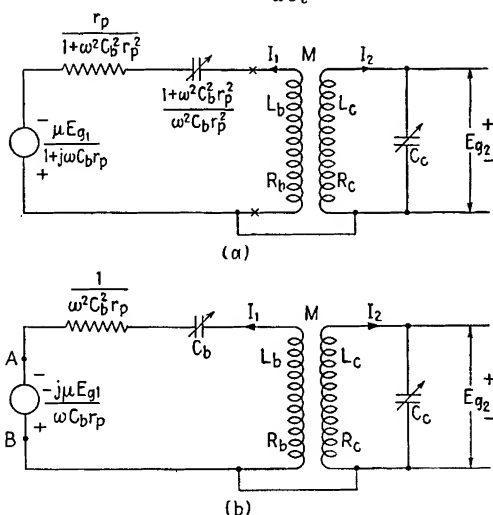 r_p
1+ω²C_b²r_p²
1+ω²C_b²r_p²
ω²C_br_p²
I₁ M I₂
L_b L_c
− μE_g₁
1+jωC_br_p
+
R_b R_c
C_c
+
E_g₂
−
(a)
1
ω²C_b²r_p
C_b
I₁ M I₂
A
L_b L_c
−
-jμE_g₁
ωC_br_p
+
B
R_b R_c
C_c
+
E_g₂
−
(b)